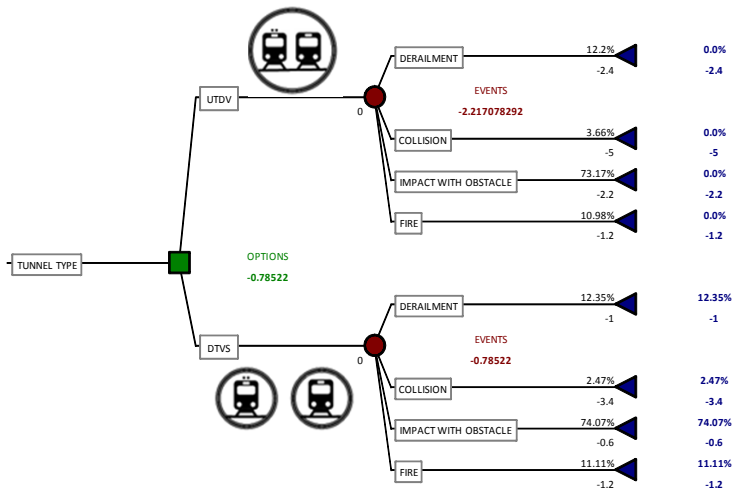 DERAILMENT 12.2% 0.0%
-2.4 -2.4
UTDV EVENTS
0 -2.217078292
COLLISION 3.66% 0.0%
-5 -5
IMPACT WITH OBSTACLE 73.17% 0.0%
-2.2 -2.2
FIRE 10.98% 0.0%
-1.2 -1.2
TUNNEL TYPE OPTIONS
-0.78522
DERAILMENT 12.35% 12.35%
-1 -1
DTVS EVENTS
0 -0.78522
COLLISION 2.47% 2.47%
-3.4 -3.4
IMPACT WITH OBSTACLE 74.07% 74.07%
-0.6 -0.6
FIRE 11.11% 11.11%
-1.2 -1.2